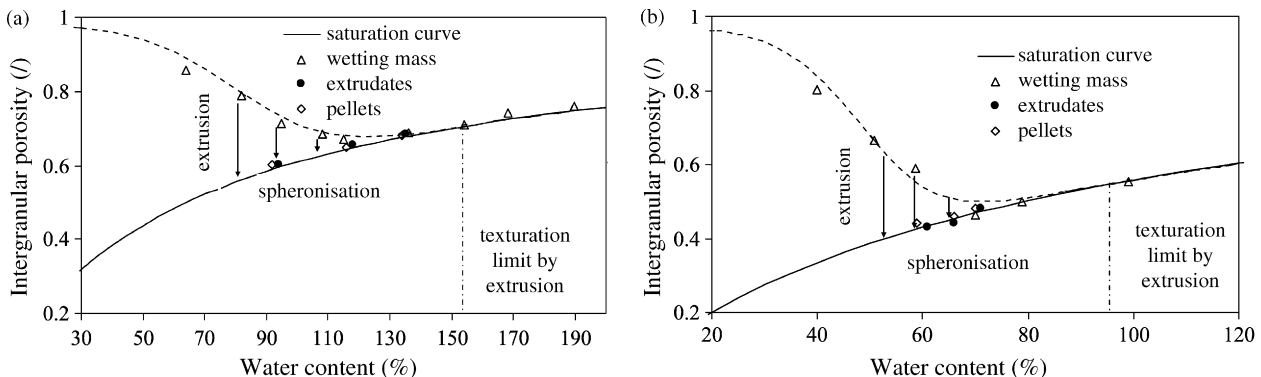 (a)
1
0.8
0.6
0.4
0.2
Intergranular porosity (/)
saturation curve
wetting mass
extrudates
pellets
extrusion
spheronisation
texturation
limit by
extrusion
30 50 70 90 110 130 150 170 190
Water content (%)
(b)
1
0.8
0.6
0.4
0.2
Intergranular porosity (/)
saturation curve
wetting mass
extrudates
pellets
extrusion
spheronisation
texturation
limit by
extrusion
20 40 60 80 100 120
Water content (%)